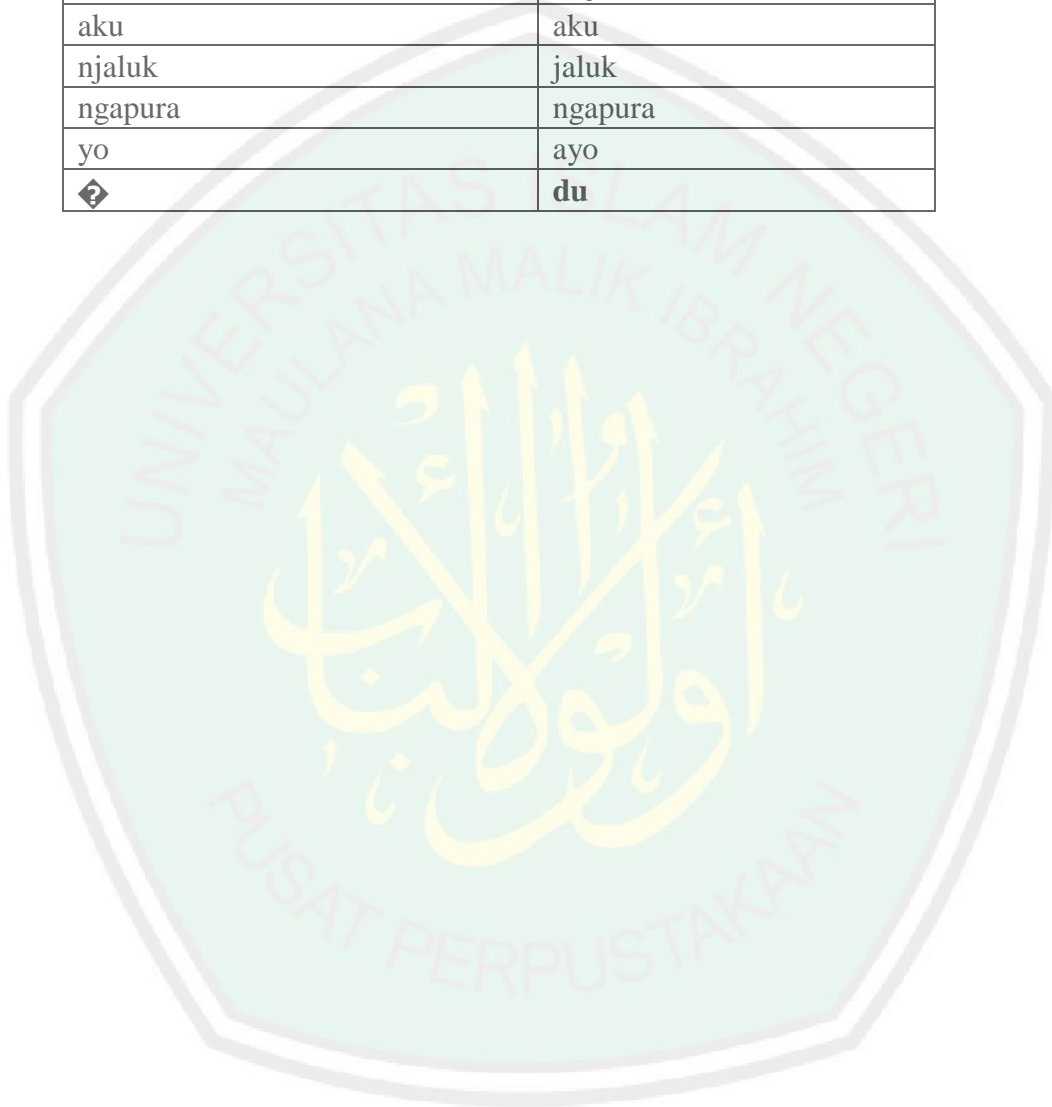 aku aku
njaluk jaluk
ngapura ngapura
yo ayo
� du
UNIVERSITAS ISLAM NEGERI
MAULANA MALIK IBRAHIM
PUSAT PERPUSTAKAAN